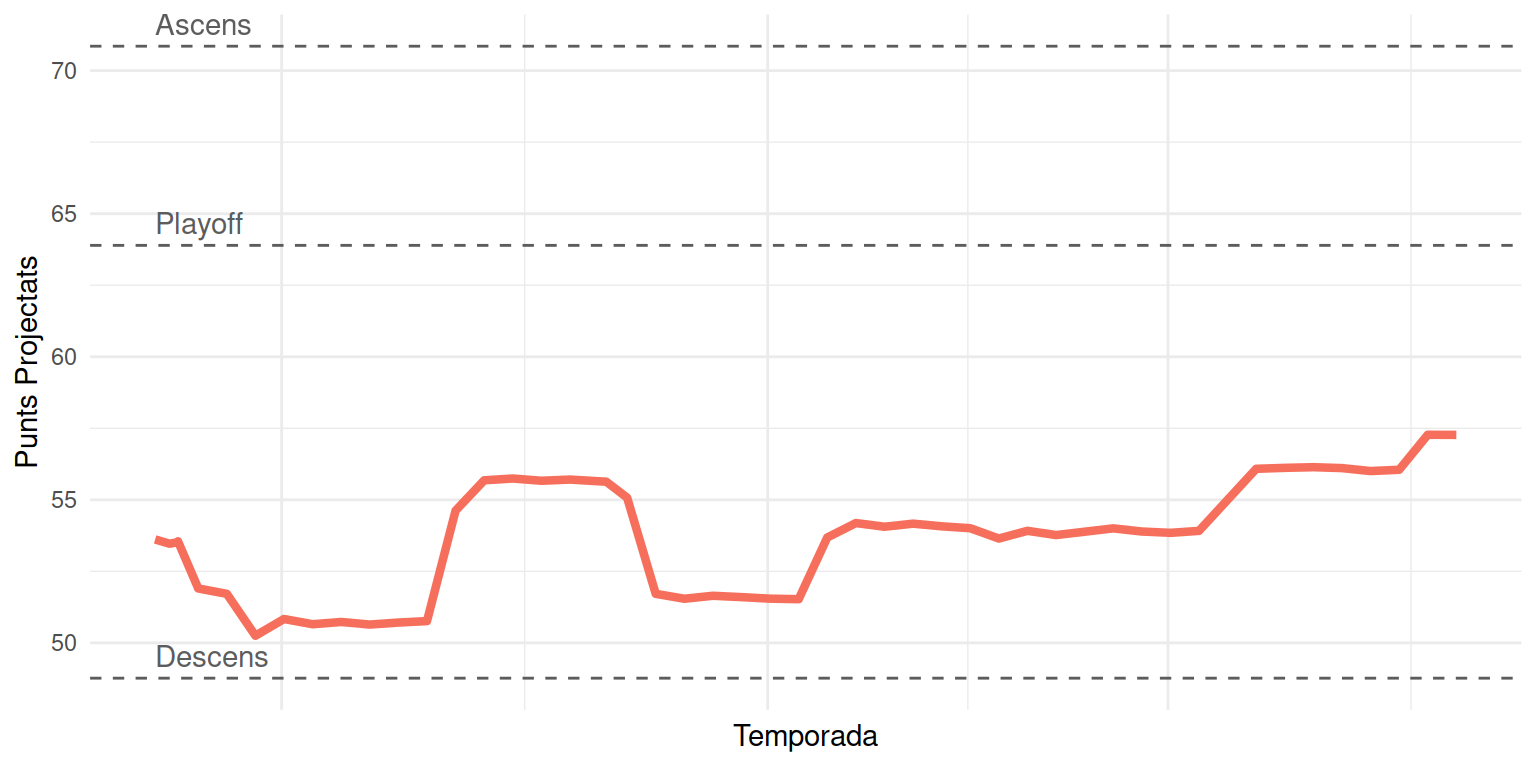 Ascens
70
65
Playoff
Punts Projectats
60
55
50
Descens
Temporada